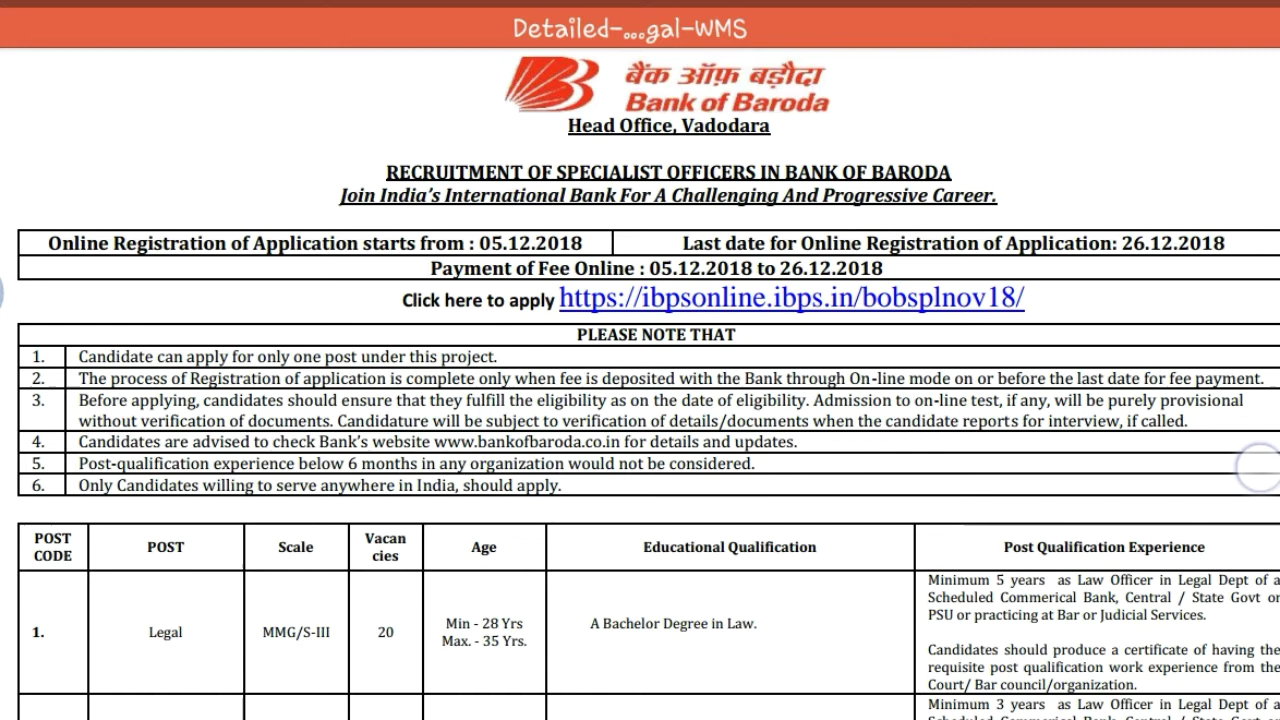 Detailed-...gal-WMS
बैंक ऑफ़ बड़ौदा
Bank of Baroda
Head Office, Vadodara
RECRUITMENT OF SPECIALIST OFFICERS IN BANK OF BARODA
Join India's International Bank For A Challenging And Progressive Career.
Online Registration of Application starts from : 05.12.2018 Last date for Online Registration of Application: 26.12.2018
Payment of Fee Online : 05.12.2018 to 26.12.2018
Click here to apply https://ibpsonline.ibps.in/bobsplnov18/
PLEASE NOTE THAT
1. Candidate can apply for only one post under this project.
2. The process of Registration of application is complete only when fee is deposited with the Bank through On-line mode on or before the last date for fee payment.
3. Before applying, candidates should ensure that they fulfill the eligibility as on the date of eligibility. Admission to on-line test, if any, will be purely provisional
without verification of documents. Candidature will be subject to verification of details/documents when the candidate reports for interview, if called.
4. Candidates are advised to check Bank's website www.bankofbaroda.co.in for details and updates.
5. Post-qualification experience below 6 months in any organization would not be considered.
6. Only Candidates willing to serve anywhere in India, should apply.
POST
CODE
POST
Scale
Vacan
cies
Age
Educational Qualification
Post Qualification Experience
1.
Legal
MMG/S-III
20
Min - 28 Yrs
Max. - 35 Yrs.
A Bachelor Degree in Law.
Minimum 5 years as Law Officer in Legal Dept of a
Scheduled Commerical Bank, Central / State Govt or
PSU or practicing at Bar or Judicial Services.
Candidates should produce a certificate of having the
requisite post qualification work experience from the
Court/ Bar council/organization.
Minimum 3 years as Law Officer in Legal Dept of a